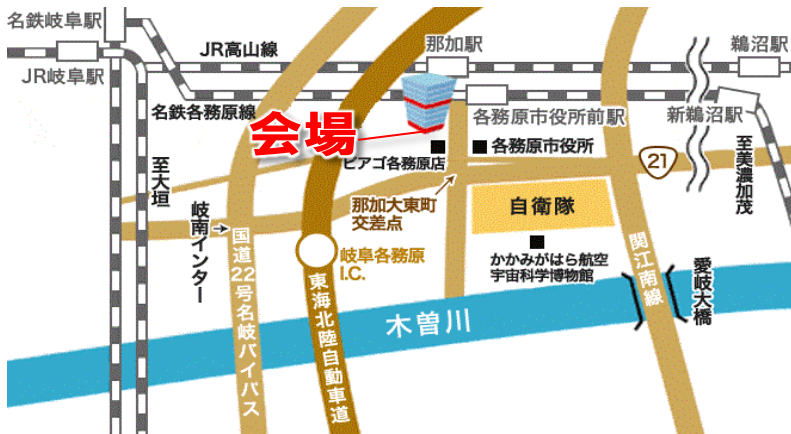 名鉄岐阜駅
JR高山線
那加駅
鵜沼駅
JR岐阜駅
名鉄各務原線
会場
各務原市役所前駅
新鵜沼駅
ピアゴ各務原店
各務原市役所
21
至大垣
至美濃加茂
岐南インター
那加大東町
交差点
自衛隊
国道22号名岐バイパス
岐阜各務原
I.C.
かかみがはら航空
宇宙科学博物館
関江南線
愛岐大橋
東海北陸自動車道
木曽川